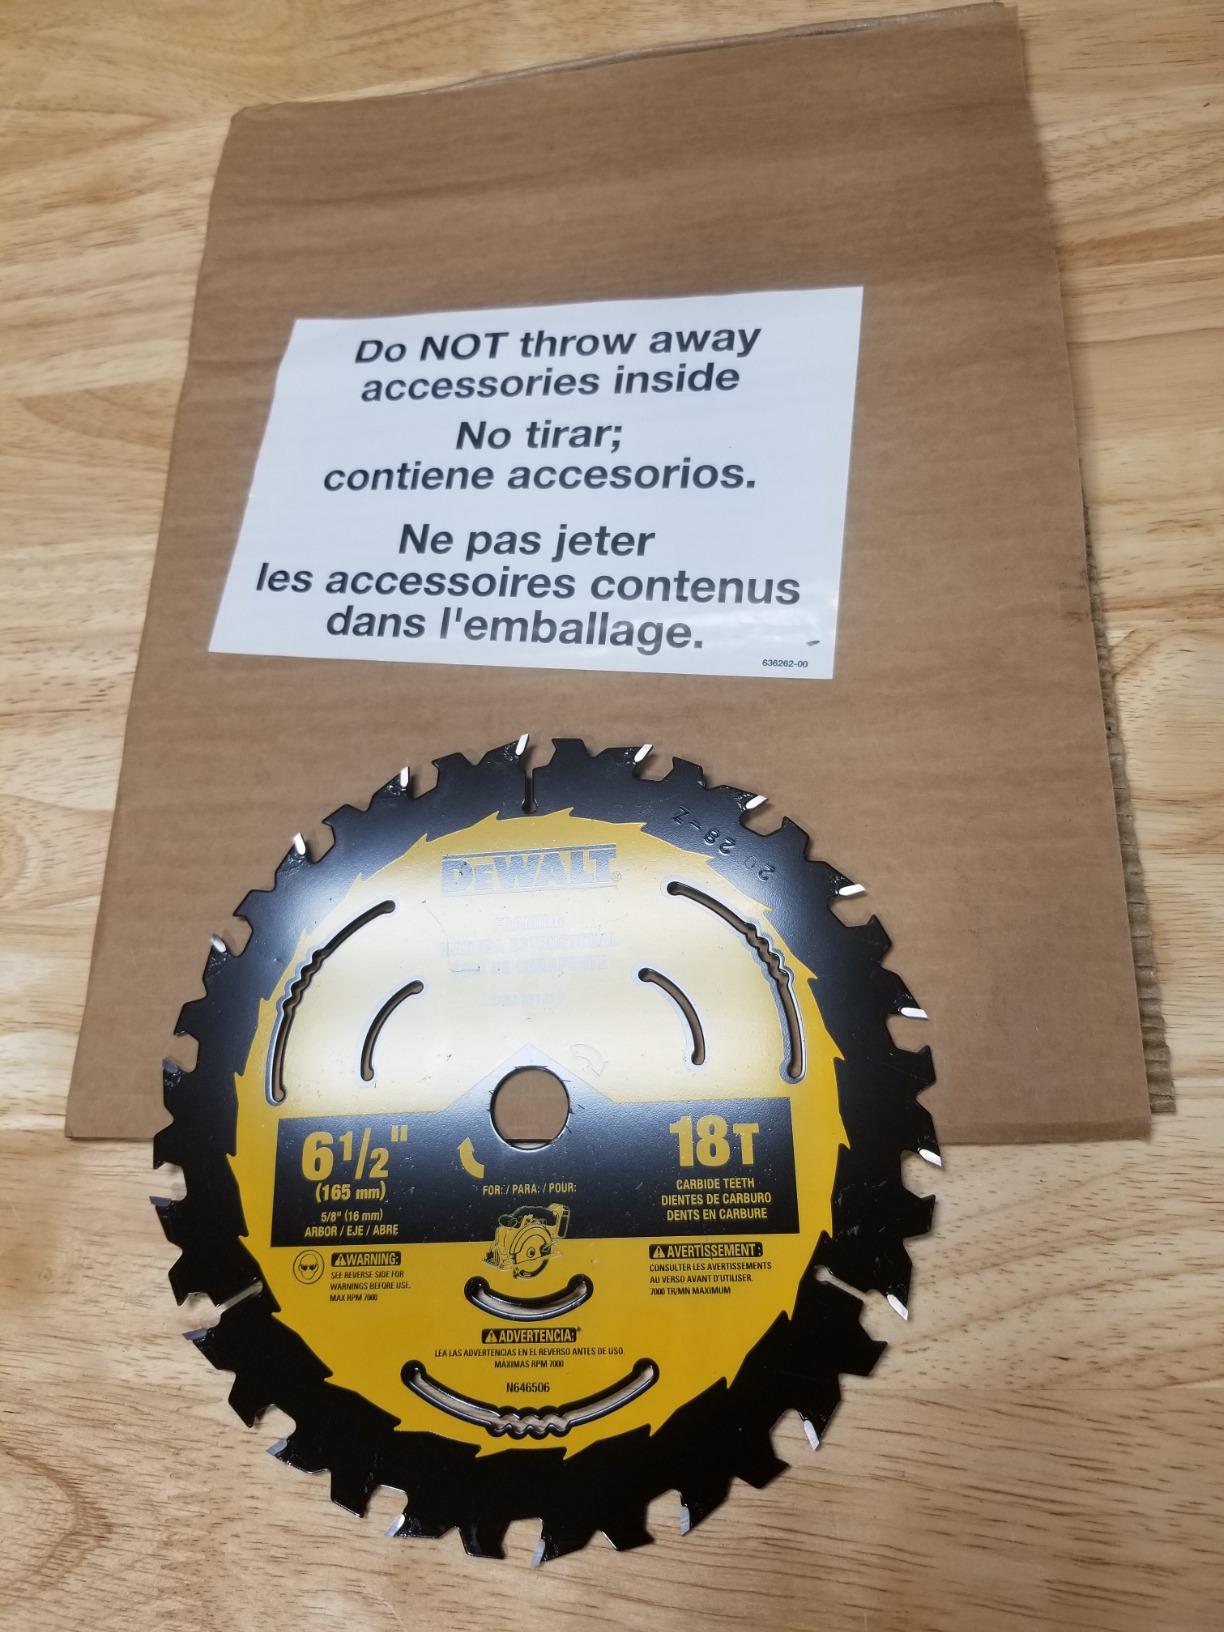 Do NOT throw away
accessories inside
No tirar;
contiene accesorios.
Ne pas jeter
les accessoires contenus
dans l'emballage.
636262-00
20 28-Z
DEWALT®
FRAMING
6 1/2"
(165 mm)
5/8" (16 mm)
ARBOR / EJE / ABRE
18T
CARBIDE TEETH
DIENTES DE CARBURO
DENTS EN CARBURE
FOR: / PARA: / POUR:
⚠WARNING:
SEE REVERSE SIDE FOR
WARNINGS BEFORE USE.
MAX RPM 7000
⚠AVERTISSEMENT:
CONSULTER LES AVERTISSEMENTS
AU VERSO AVANT D'UTILISER.
7000 TR/MN MAXIMUM
⚠ADVERTENCIA:
LEA LAS ADVERTENCIAS EN EL REVERSO ANTES DE USO.
MÁXIMAS RPM 7000
N646506